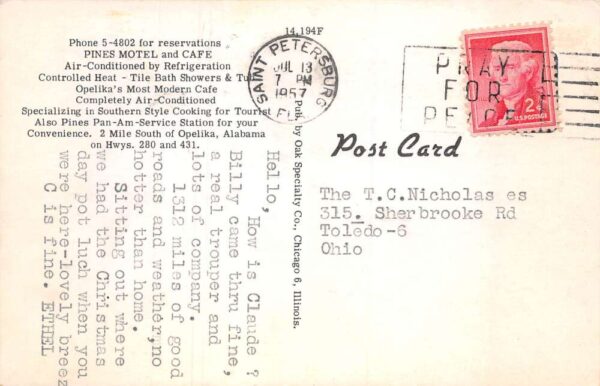 14,194F
Phone 5-4802 for reservations
PINES MOTEL and CAFE
Air-Conditioned by Refrigeration
Controlled Heat - Tile Bath Showers &
Opelika's Most Modern Cafe
Completely Air-Conditioned
Specializing in Southern Style Cooking for Tourist
Also Pines Pan-Am-Service Station for your
Convenience. 2 Mile South of Opelika, Alabama
on Hwys. 280 and 431.
SAINT PETERSBURG
JUL 13
7 PM
1957
FLA
PRAY
FOR
PEACE
2¢
U.S. POSTAGE
Post Card
Pub. by Oak Specialty Co., Chicago 6, Illinois.
The T.C.Nicholas es
315. Sherbrooke Rd
Toledo-6
Ohio
Hello,
How is Claude ?
Billy came thru fine,
a real trouper and
lots of company.
1312 miles of good
roads and weather,no
hotter than home.
Sitting out where
we had the Christmas
day pot luch when you
were here-lovely breez
C is fine. ETHEL